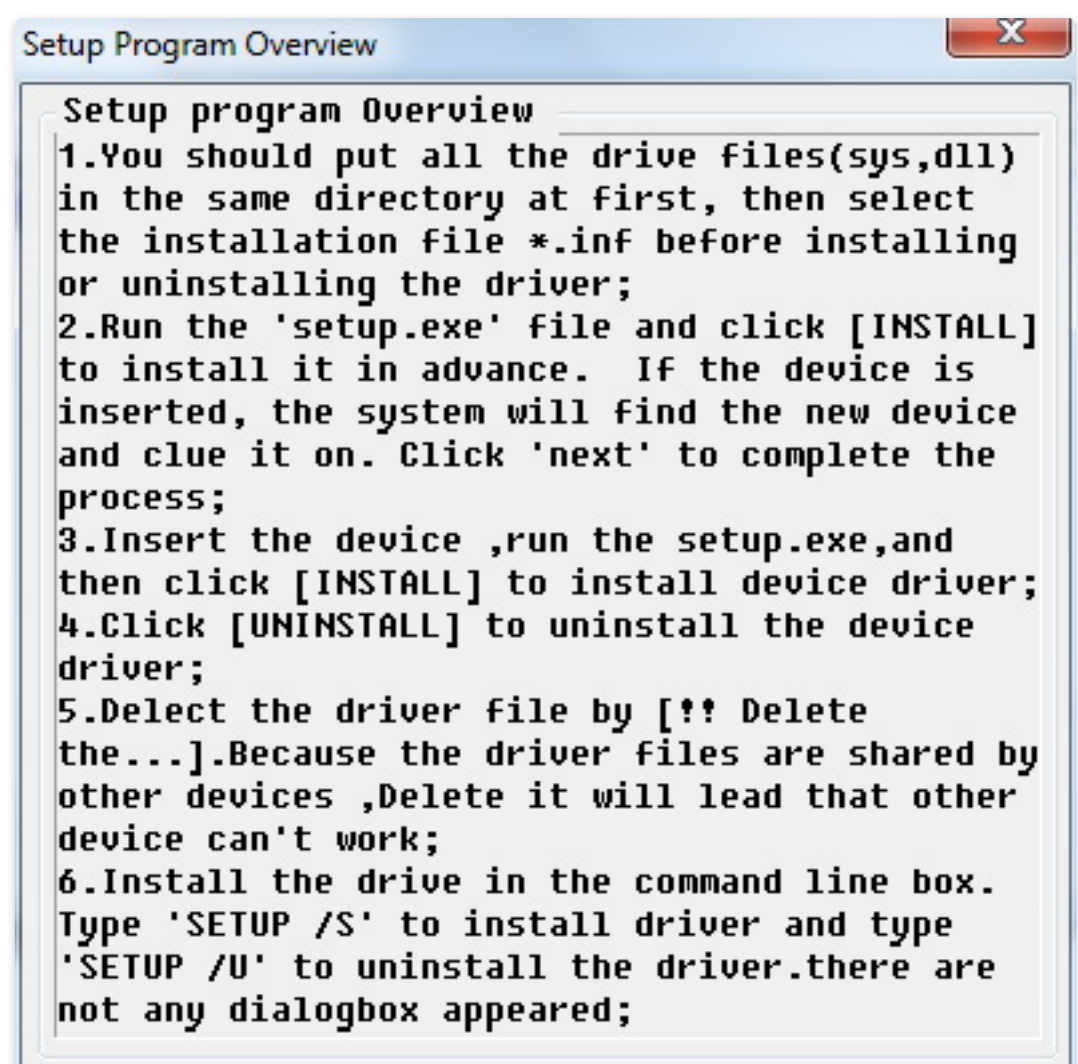 Setup Program Overview
X
Setup program Overview
1.You should put all the drive files(sys,dll)
in the same directory at first, then select
the installation file *.inf before installing
or uninstalling the driver;
2.Run the 'setup.exe' file and click [INSTALL]
to install it in advance.  If the device is
inserted, the system will find the new device
and clue it on. Click 'next' to complete the
process;
3.Insert the device ,run the setup.exe,and
then click [INSTALL] to install device driver;
4.Click [UNINSTALL] to uninstall the device
driver;
5.Delect the driver file by [!! Delete
the...].Because the driver files are shared by
other devices ,Delete it will lead that other
device can't work;
6.Install the drive in the command line box.
Type 'SETUP /S' to install driver and type
'SETUP /U' to uninstall the driver.there are
not any dialogbox appeared;